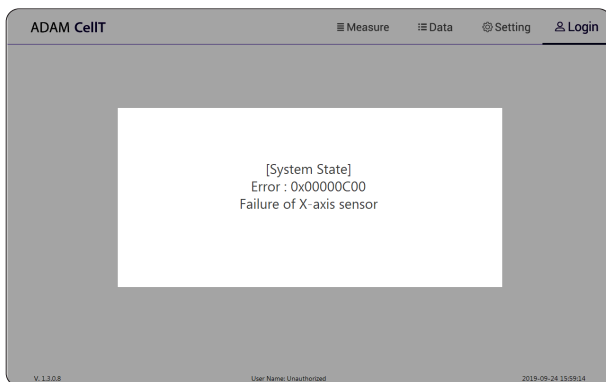 ADAM CellT
Measure
Data
Setting
Login
[System State]
Error : 0x00000C00
Failure of X-axis sensor
V. 1.3.0.8
User Name: Unauthorized
2019-09-24 15:59:14